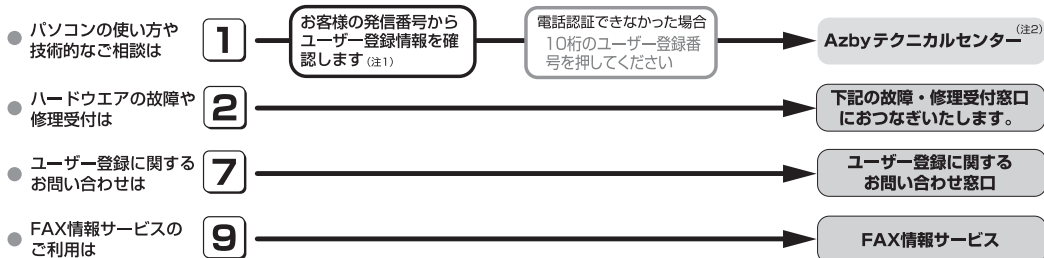 ● パソコンの使い方や
技術的なご相談は
1
お客様の発信番号から
ユーザー登録情報を確
認します(注1)
電話認証できなかった場合
10桁のユーザー登録番
号を押してください
Azbyテクニカルセンター(注2)
● ハードウエアの故障や
修理受付は
2
下記の故障・修理受付窓口
におつなぎいたします。
● ユーザー登録に関する
お問い合わせは
7
ユーザー登録に関する
お問い合わせ窓口
● FAX情報サービスの
ご利用は
9
FAX情報サービス